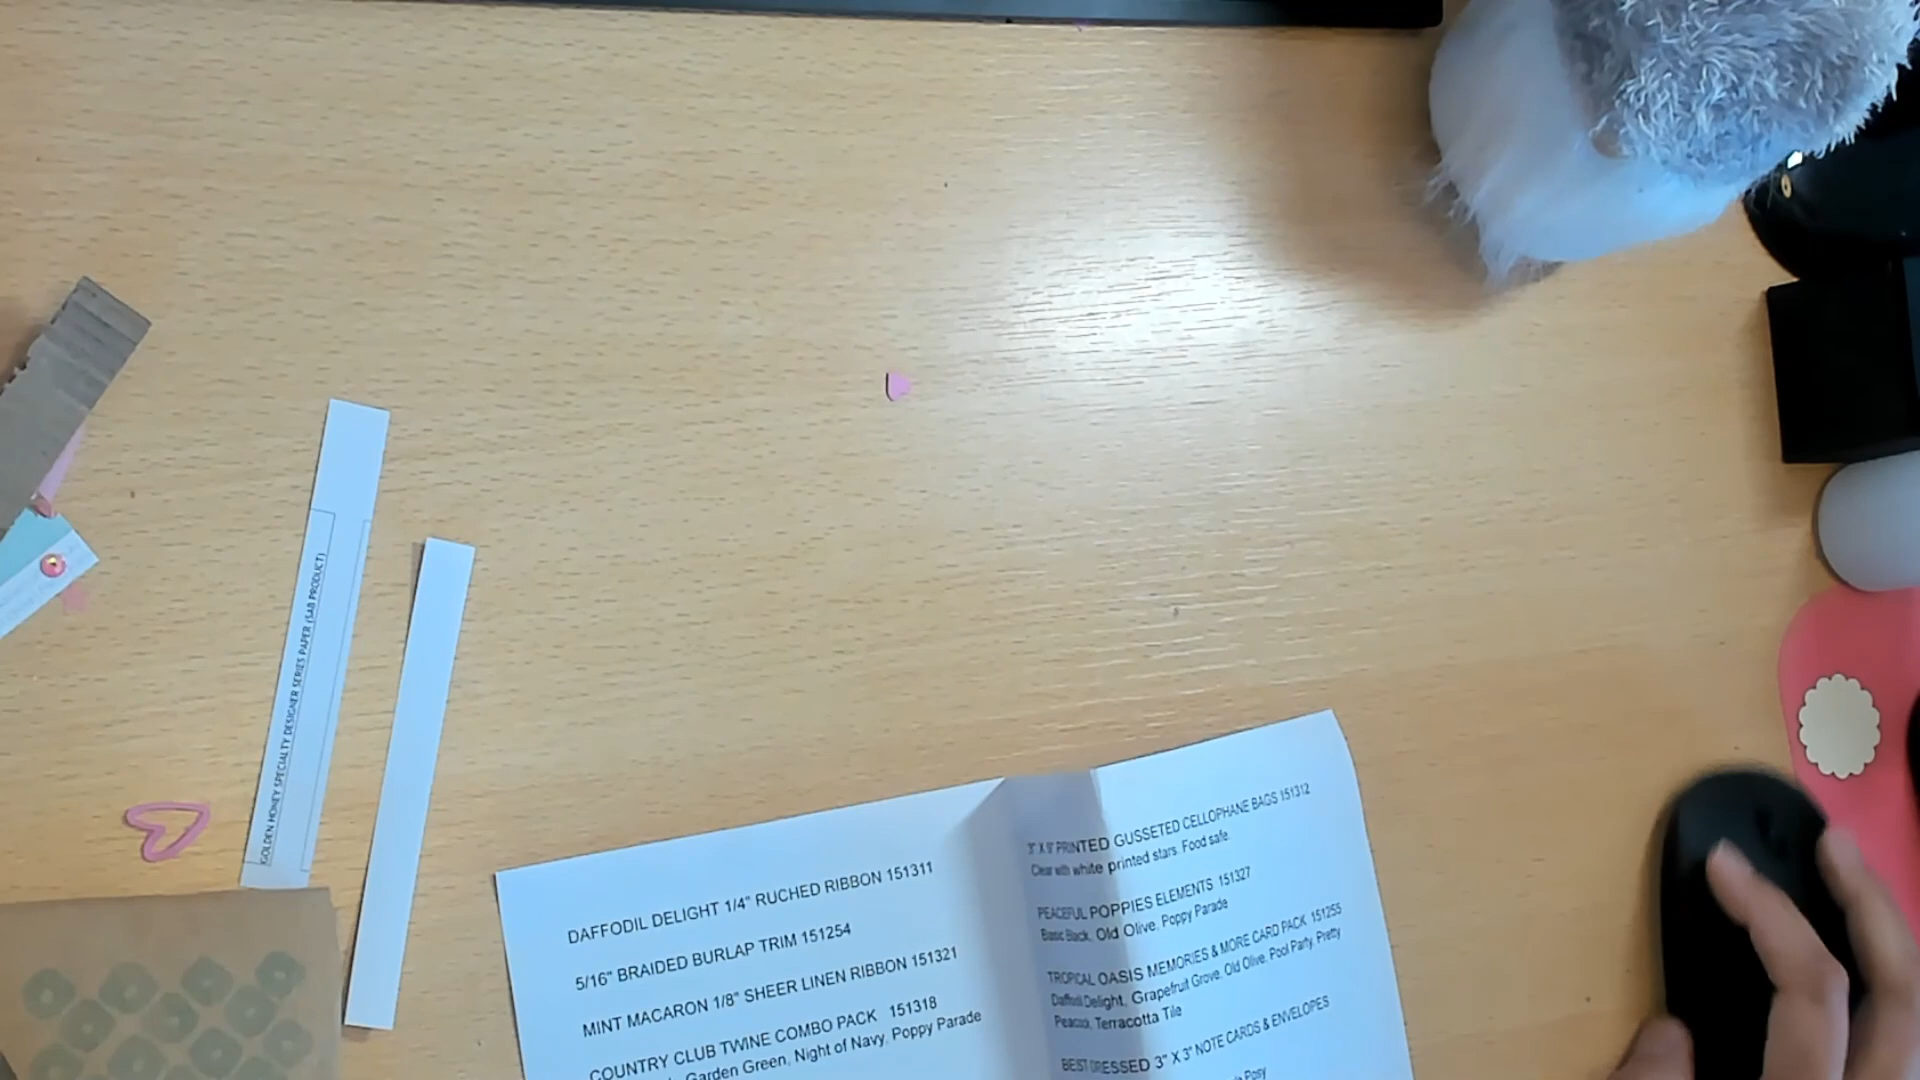 GOLDEN HONEY SPECIALTY DESIGNER SERIES PAPER (SAB PRODUCT)
DAFFODIL DELIGHT 1/4" RUCHED RIBBON 151311
5/16" BRAIDED BURLAP TRIM 151254
MINT MACARON 1/8" SHEER LINEN RIBBON 151321
COUNTRY CLUB TWINE COMBO PACK 151318
Garden Green, Night of Navy, Poppy Parade
3" X 8" PRINTED GUSSETED CELLOPHANE BAGS 151312
Clear with white printed stars. Food safe.
PEACEFUL POPPIES ELEMENTS 151327
Basic Black, Old Olive, Poppy Parade
TROPICAL OASIS MEMORIES & MORE CARD PACK 151255
Daffodil Delight, Grapefruit Grove, Old Olive, Pool Party, Pretty
Peacock, Terracotta Tile
BEST DRESSED 3" X 3" NOTE CARDS & ENVELOPES
Posy